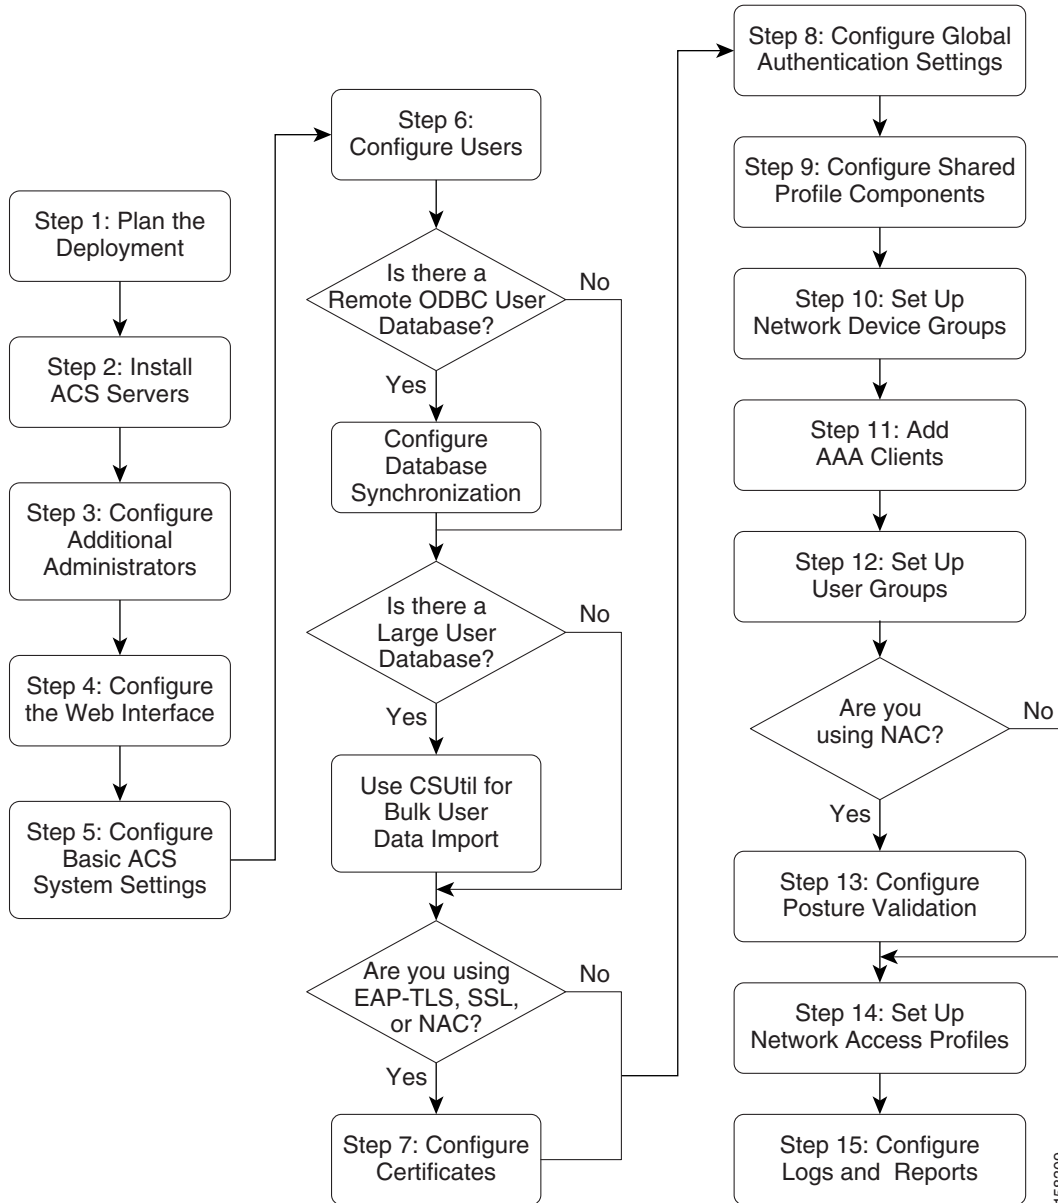 Step 1: Plan the
Deployment
Step 2: Install
ACS Servers
Step 3: Configure
Additional
Administrators
Step 4: Configure
the Web Interface
Step 5: Configure
Basic ACS
System Settings
Step 6:
Configure Users
Is there a
Remote ODBC User
Database?
No
Yes
Configure
Database
Synchronization
Is there a
Large User
Database?
No
Yes
Use CSUtil for
Bulk User
Data Import
Are you using
EAP-TLS, SSL,
or NAC?
No
Yes
Step 7: Configure
Certificates
Step 8: Configure Global
Authentication Settings
Step 9: Configure Shared
Profile Components
Step 10: Set Up
Network Device Groups
Step 11: Add
AAA Clients
Step 12: Set Up
User Groups
Are you
using NAC?
No
Yes
Step 13: Configure
Posture Validation
Step 14: Set Up
Network Access Profiles
Step 15: Configure
Logs and Reports